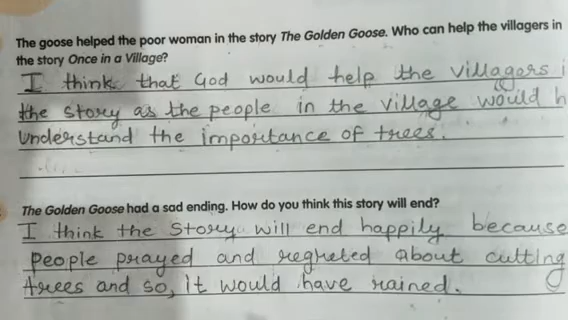 The goose helped the poor woman in the story The Golden Goose. Who can help the villagers in
the story Once in a Village?
I think that God would help the villagers i
the story as the people in the village would h
Understand the importance of trees.
The Golden Goose had a sad ending. How do you think this story will end?
I think the Story will end happily because
people prayed and regreted about cutting
trees and so, it would have rained.